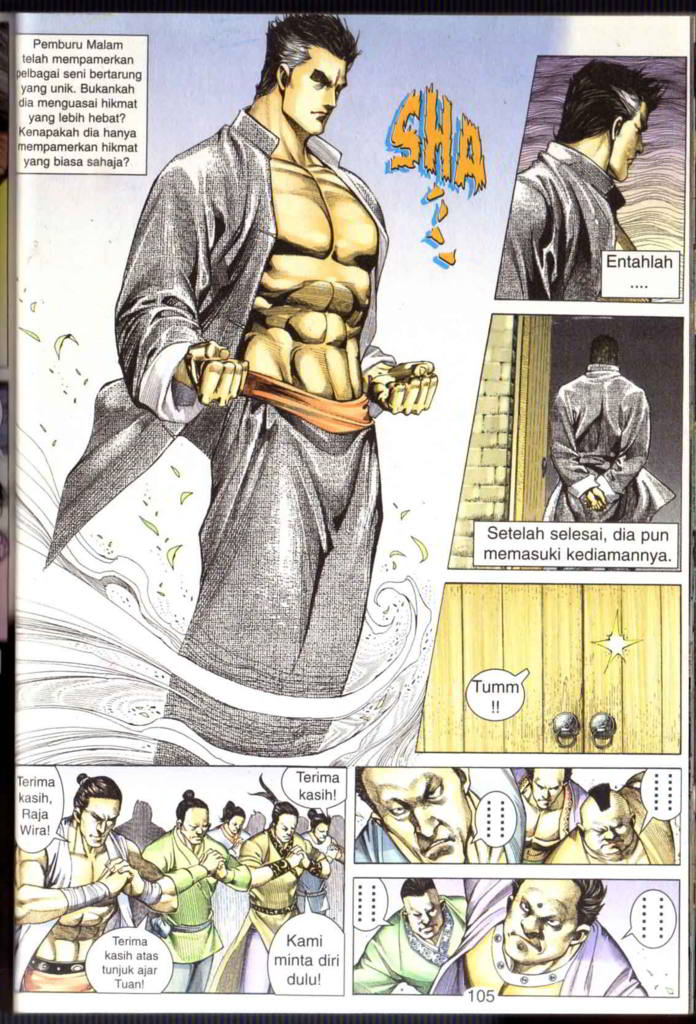 Pemburu Malam
telah mempamerkan
pelbagai seni bertarung
yang unik. Bukankah
dia menguasai hikmat
yang lebih hebat?
Kenapakah dia hanya
mempamerkan hikmat
yang biasa sahaja?
SHA
...
Entahlah
....
Setelah selesai, dia pun
memasuki kediamannya.
Tumm
!!
Terima
kasih,
Raja
Wira!
Terima
kasih!
Terima
kasih atas
tunjuk ajar
Tuan!
Kami
minta diri
dulu!
105